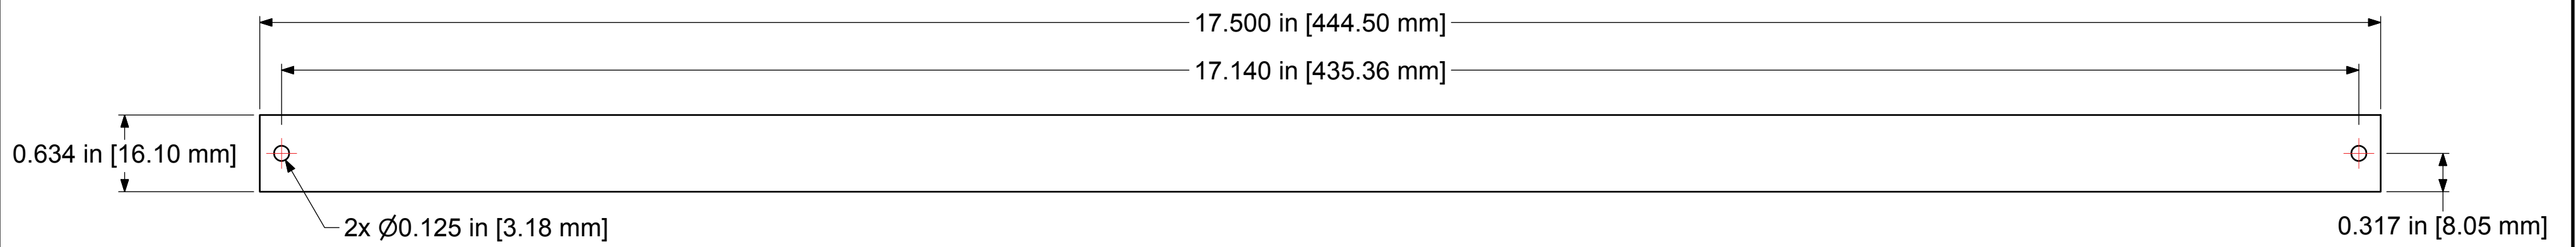 17.500 in [444.50 mm]
17.140 in [435.36 mm]
0.634 in [16.10 mm]
2x Ø0.125 in [3.18 mm]
0.317 in [8.05 mm]